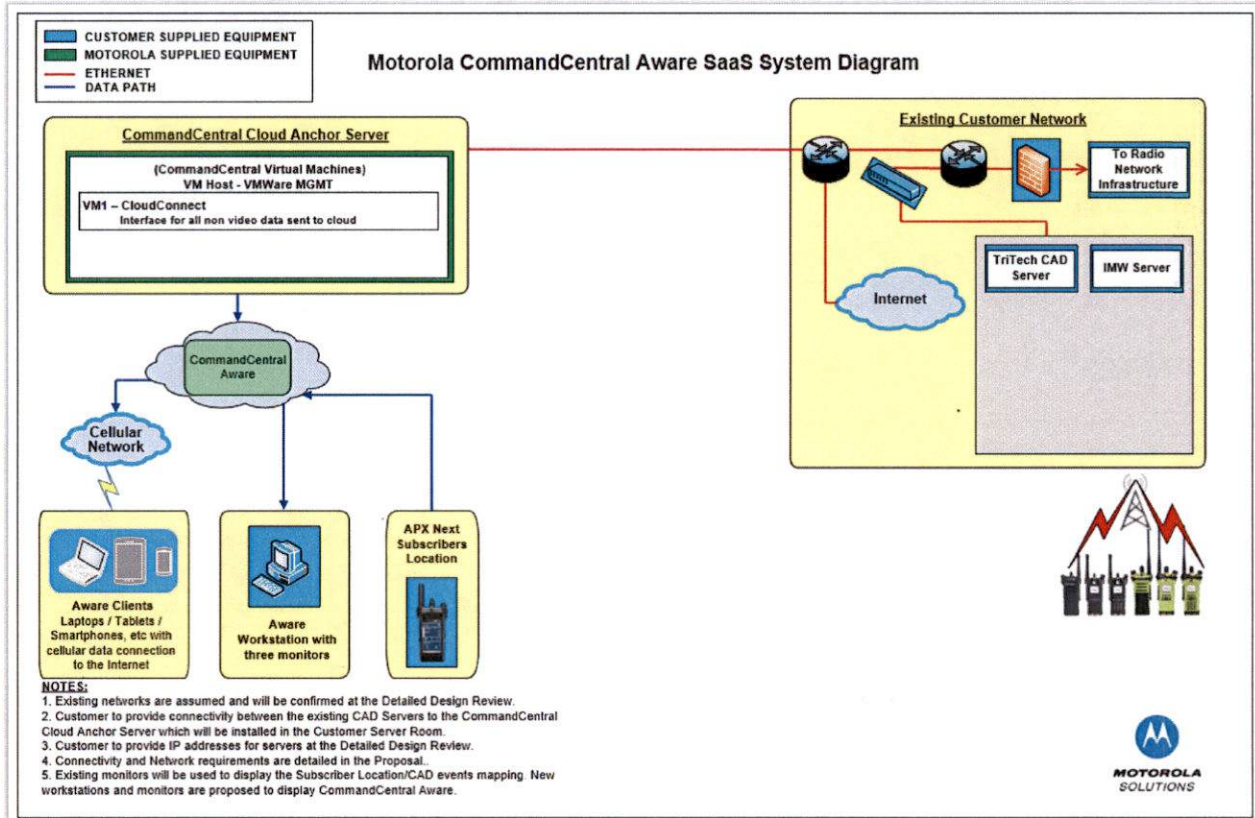 CUSTOMER SUPPLIED EQUIPMENT
MOTOROLA SUPPLIED EQUIPMENT
ETHERNET
DATA PATH
Motorola CommandCentral Aware SaaS System Diagram
CommandCentral Cloud Anchor Server
(CommandCentral Virtual Machines)
VM Host - VMWare MGMT
VM1 – CloudConnect
Interface for all non video data sent to cloud
Existing Customer Network
To Radio
Network
Infrastructure
TriTech CAD
Server
IMW Server
Internet
CommandCentral
Aware
Cellular
Network
Aware Clients
Laptops / Tablets /
Smartphones, etc with
cellular data connection
to the Internet
Aware
Workstation with
three monitors
APX Next
Subscribers
Location
NOTES:
1. Existing networks are assumed and will be confirmed at the Detailed Design Review.
2. Customer to provide connectivity between the existing CAD Servers to the CommandCentral
Cloud Anchor Server which will be installed in the Customer Server Room.
3. Customer to provide IP addresses for servers at the Detailed Design Review.
4. Connectivity and Network requirements are detailed in the Proposal..
5. Existing monitors will be used to display the Subscriber Location/CAD events mapping. New
workstations and monitors are proposed to display CommandCentral Aware.
MOTOROLA
SOLUTIONS